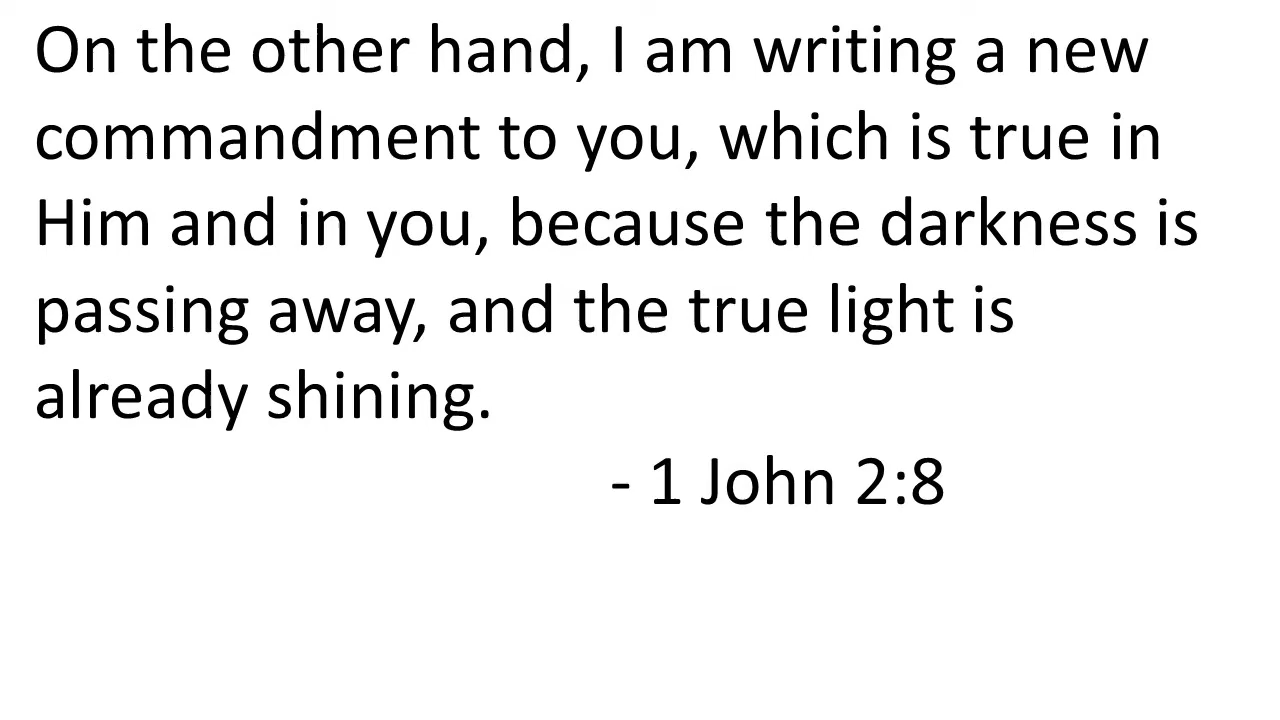 On the other hand, I am writing a new
commandment to you, which is true in
Him and in you, because the darkness is
passing away, and the true light is
already shining.
- 1 John 2:8